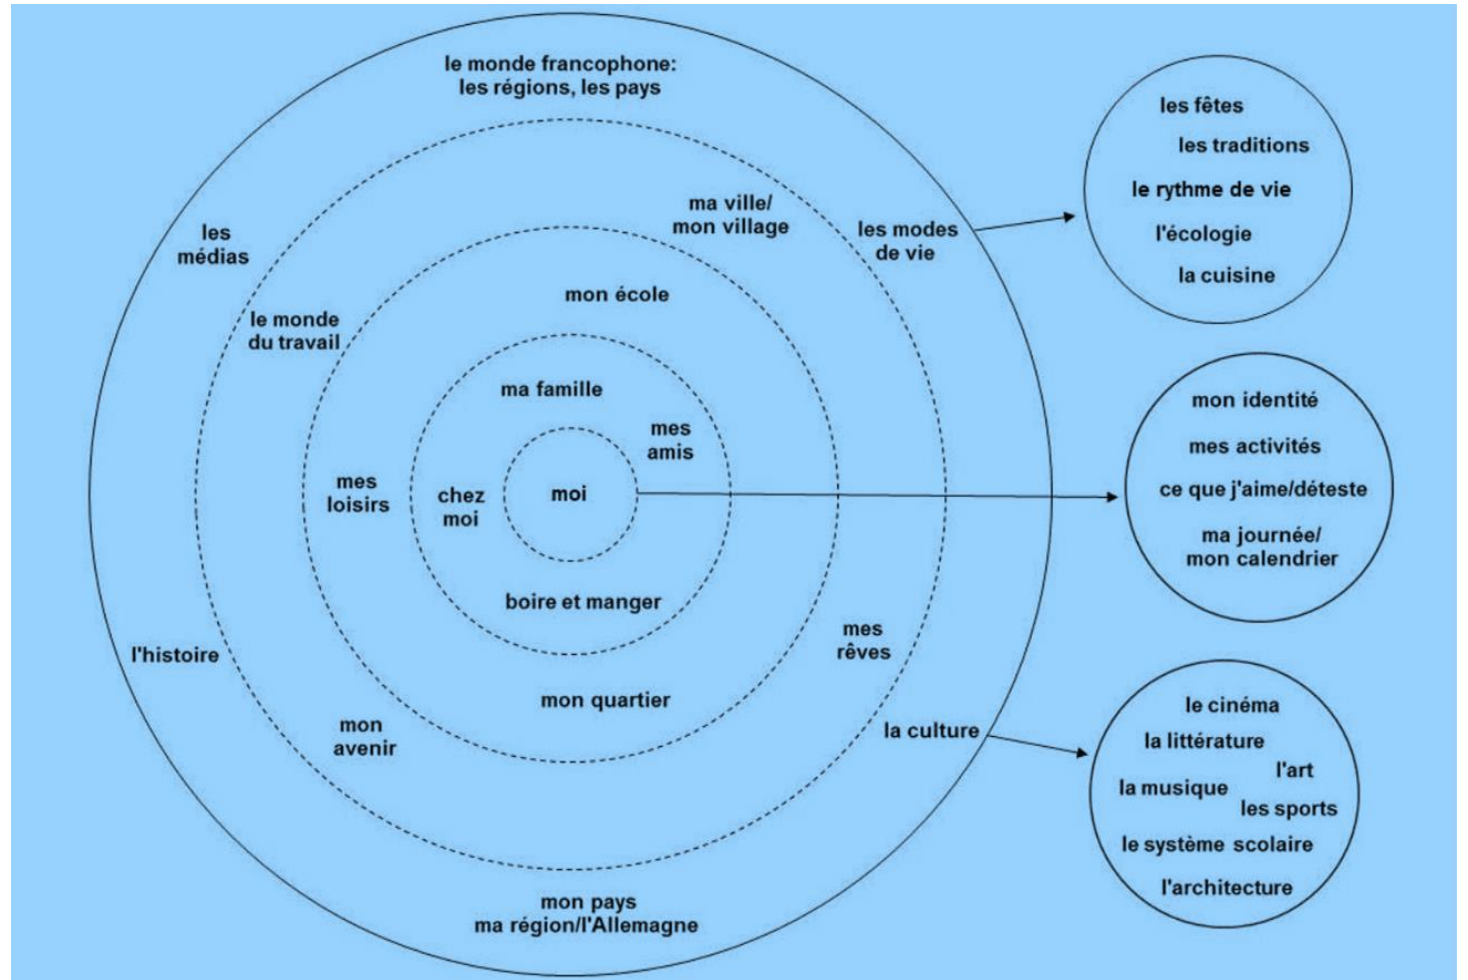 le monde francophone:
les régions, les pays
les
médias
ma ville/
mon village
les modes
de vie
le monde
du travail
mon école
ma famille
mes
amis
mes
loisirs
chez
moi
moi
boire et manger
l'histoire
mes
rêves
mon quartier
mon
avenir
la culture
mon pays
ma région/l'Allemagne
les fêtes
les traditions
le rythme de vie
l'écologie
la cuisine
mon identité
mes activités
ce que j'aime/déteste
ma journée/
mon calendrier
le cinéma
la littérature
l'art
la musique
les sports
le système scolaire
l'architecture